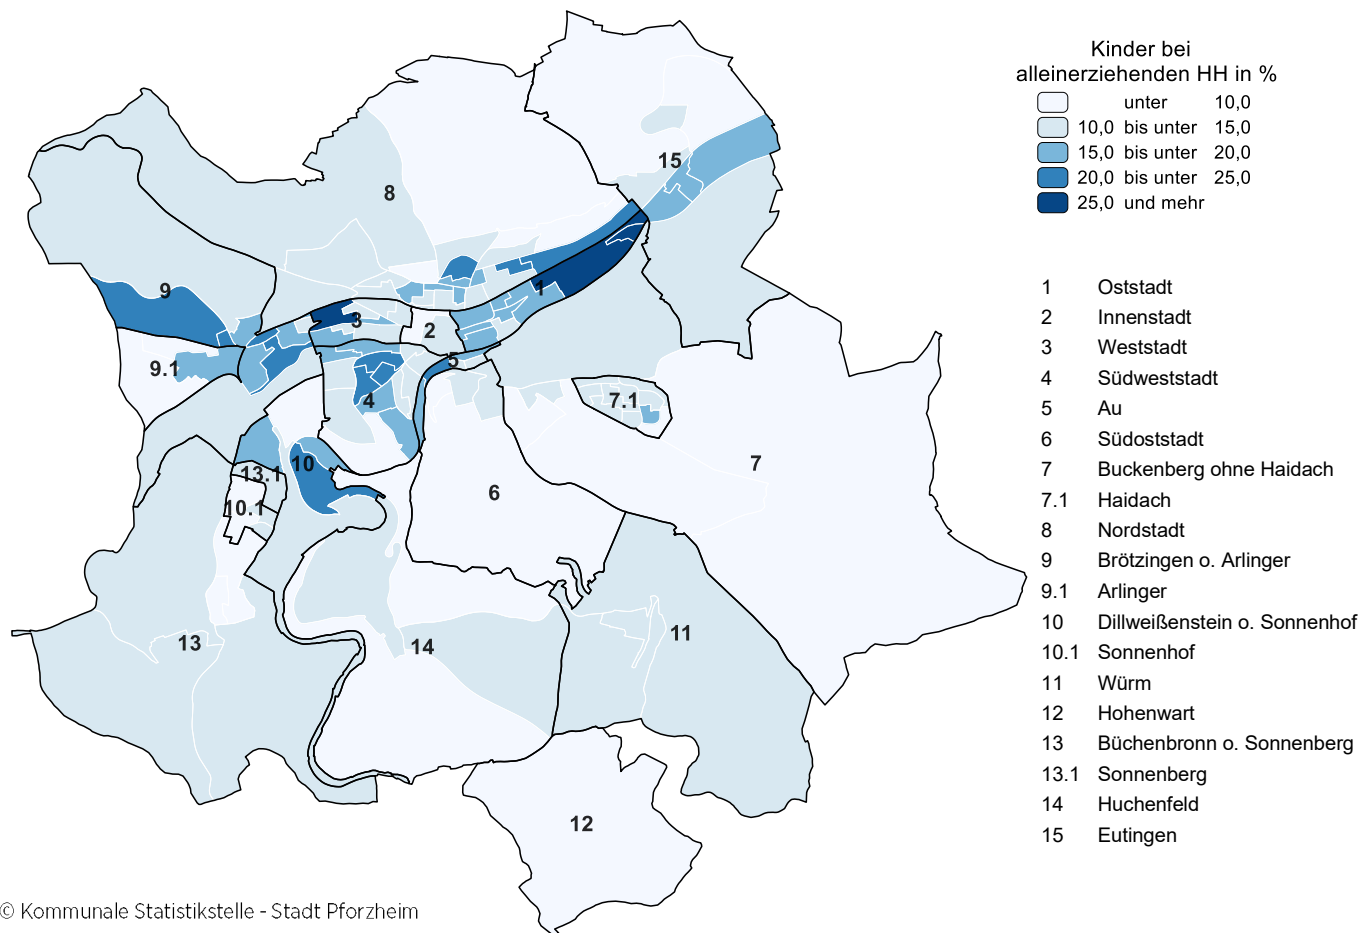 Kinder bei
alleinerziehenden HH in %
unter 10,0
10,0 bis unter 15,0
15,0 bis unter 20,0
20,0 bis unter 25,0
25,0 und mehr
1 Oststadt
2 Innenstadt
3 Weststadt
4 Südweststadt
5 Au
6 Südoststadt
7 Buckenberg ohne Haidach
7.1 Haidach
8 Nordstadt
9 Brötzingen o. Arlinger
9.1 Arlinger
10 Dillweißenstein o. Sonnenhof
10.1 Sonnenhof
11 Würm
12 Hohenwart
13 Büchenbronn o. Sonnenberg
13.1 Sonnenberg
14 Huchenfeld
15 Eutingen
15
8
9
1
3
2
5
9.1
4
7.1
10
13.1
7
6
10.1
13
14
11
12
© Kommunale Statistikstelle - Stadt Pforzheim